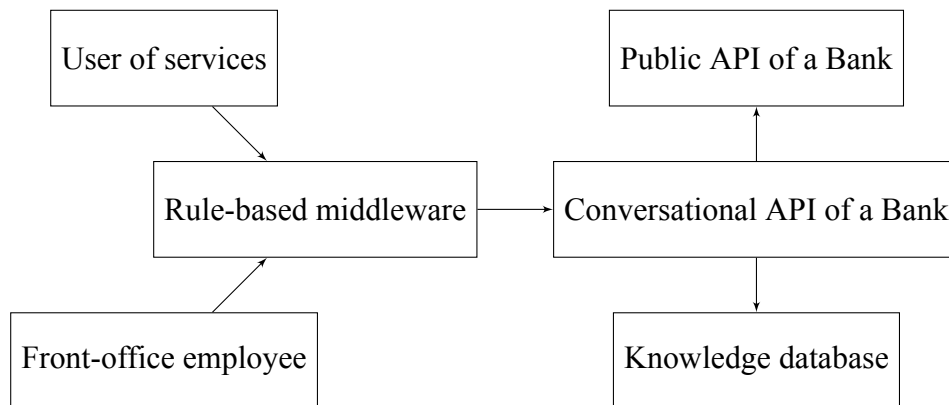 User of services
Public API of a Bank
Rule-based middleware
Conversational API of a Bank
Front-office employee
Knowledge database